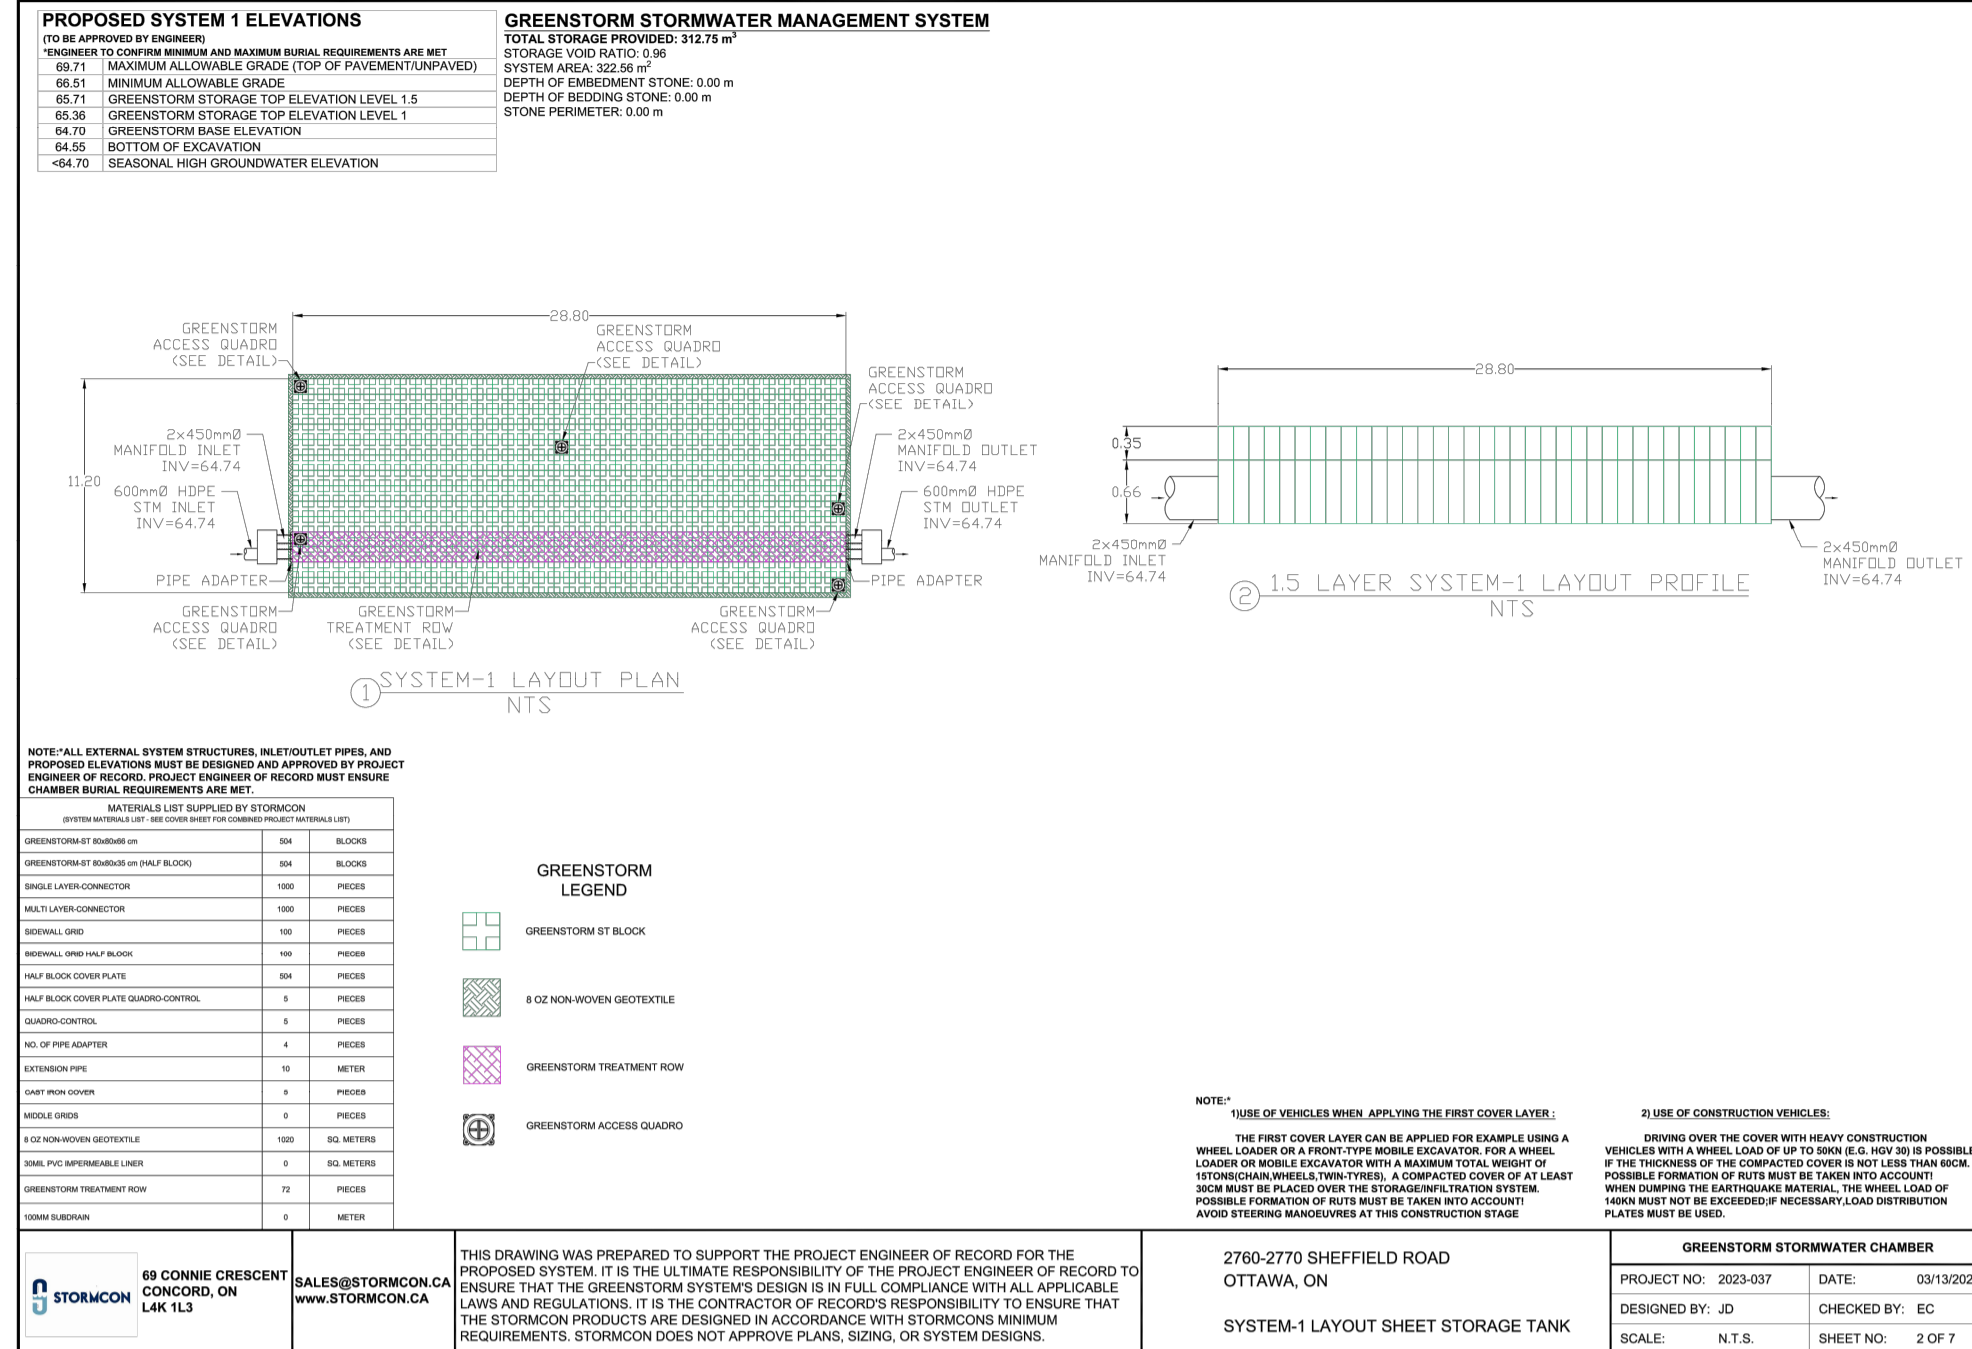 PROPOSED SYSTEM 1 ELEVATIONS
(TO BE APPROVED BY ENGINEER)
*ENGINEER TO CONFIRM MINIMUM AND MAXIMUM BURIAL REQUIREMENTS ARE MET
69.71 MAXIMUM ALLOWABLE GRADE (TOP OF PAVEMENT/UNPAVED)
66.51 MINIMUM ALLOWABLE GRADE
65.71 GREENSTORM STORAGE TOP ELEVATION LEVEL 1.5
65.36 GREENSTORM STORAGE TOP ELEVATION LEVEL 1
64.70 GREENSTORM BASE ELEVATION
64.55 BOTTOM OF EXCAVATION
<64.70 SEASONAL HIGH GROUNDWATER ELEVATION
GREENSTORM STORMWATER MANAGEMENT SYSTEM
TOTAL STORAGE PROVIDED: 312.75 m³
STORAGE VOID RATIO: 0.96
SYSTEM AREA: 322.56 m²
DEPTH OF EMBEDMENT STONE: 0.00 m
DEPTH OF BEDDING STONE: 0.00 m
STONE PERIMETER: 0.00 m
28.80
GREENSTORM
ACCESS QUADRO
(SEE DETAIL)
GREENSTORM
ACCESS QUADRO
(SEE DETAIL)
GREENSTORM
ACCESS QUADRO
(SEE DETAIL)
2x450mmØ
MANIFOLD INLET
INV=64.74
11.20
600mmØ HDPE
STM INLET
INV=64.74
2x450mmØ
MANIFOLD OUTLET
INV=64.74
600mmØ HDPE
STM OUTLET
INV=64.74
PIPE ADAPTER
PIPE ADAPTER
GREENSTORM
ACCESS QUADRO
(SEE DETAIL)
GREENSTORM
TREATMENT ROW
(SEE DETAIL)
GREENSTORM
ACCESS QUADRO
(SEE DETAIL)
1 SYSTEM-1 LAYOUT PLAN
NTS
28.80
0.35
0.66
2x450mmØ
MANIFOLD INLET
INV=64.74
2x450mmØ
MANIFOLD OUTLET
INV=64.74
2 1.5 LAYER SYSTEM-1 LAYOUT PROFILE
NTS
NOTE:*ALL EXTERNAL SYSTEM STRUCTURES, INLET/OUTLET PIPES, AND
PROPOSED ELEVATIONS MUST BE DESIGNED AND APPROVED BY PROJECT
ENGINEER OF RECORD. PROJECT ENGINEER OF RECORD MUST ENSURE
CHAMBER BURIAL REQUIREMENTS ARE MET.
MATERIALS LIST SUPPLIED BY STORMCON
(SYSTEM MATERIALS LIST - SEE COVER SHEET FOR COMBINED PROJECT MATERIALS LIST)
GREENSTORM-ST 80x80x66 cm 504 BLOCKS
GREENSTORM-ST 80x80x35 cm (HALF BLOCK) 504 BLOCKS
SINGLE LAYER-CONNECTOR 1000 PIECES
MULTI LAYER-CONNECTOR 1000 PIECES
SIDEWALL GRID 100 PIECES
SIDEWALL GRID HALF BLOCK 100 PIECES
HALF BLOCK COVER PLATE 504 PIECES
HALF BLOCK COVER PLATE QUADRO-CONTROL 5 PIECES
QUADRO-CONTROL 5 PIECES
NO. OF PIPE ADAPTER 4 PIECES
EXTENSION PIPE 10 METER
CAST IRON COVER 5 PIECES
MIDDLE GRIDS 0 PIECES
8 OZ NON-WOVEN GEOTEXTILE 1020 SQ. METERS
30MIL PVC IMPERMEABLE LINER 0 SQ. METERS
GREENSTORM TREATMENT ROW 72 PIECES
100MM SUBDRAIN 0 METER
GREENSTORM
LEGEND
GREENSTORM ST BLOCK
8 OZ NON-WOVEN GEOTEXTILE
GREENSTORM TREATMENT ROW
GREENSTORM ACCESS QUADRO
NOTE:*
1)USE OF VEHICLES WHEN APPLYING THE FIRST COVER LAYER :
THE FIRST COVER LAYER CAN BE APPLIED FOR EXAMPLE USING A
WHEEL LOADER OR A FRONT-TYPE MOBILE EXCAVATOR. FOR A WHEEL
LOADER OR MOBILE EXCAVATOR WITH A MAXIMUM TOTAL WEIGHT Of
15TONS(CHAIN,WHEELS,TWIN-TYRES), A COMPACTED COVER OF AT LEAST
30CM MUST BE PLACED OVER THE STORAGE/INFILTRATION SYSTEM.
POSSIBLE FORMATION OF RUTS MUST BE TAKEN INTO ACCOUNT!
AVOID STEERING MANOEUVRES AT THIS CONSTRUCTION STAGE
2) USE OF CONSTRUCTION VEHICLES:
DRIVING OVER THE COVER WITH HEAVY CONSTRUCTION
VEHICLES WITH A WHEEL LOAD OF UP TO 50KN (E.G. HGV 30) IS POSSIBLE
IF THE THICKNESS OF THE COMPACTED COVER IS NOT LESS THAN 60CM.
POSSIBLE FORMATION OF RUTS MUST BE TAKEN INTO ACCOUNT!
WHEN DUMPING THE EARTHQUAKE MATERIAL, THE WHEEL LOAD OF
140KN MUST NOT BE EXCEEDED;IF NECESSARY,LOAD DISTRIBUTION
PLATES MUST BE USED.
STORMCON
69 CONNIE CRESCENT
CONCORD, ON
L4K 1L3
SALES@STORMCON.CA
www.STORMCON.CA
THIS DRAWING WAS PREPARED TO SUPPORT THE PROJECT ENGINEER OF RECORD FOR THE
PROPOSED SYSTEM. IT IS THE ULTIMATE RESPONSIBILITY OF THE PROJECT ENGINEER OF RECORD TO
ENSURE THAT THE GREENSTORM SYSTEM'S DESIGN IS IN FULL COMPLIANCE WITH ALL APPLICABLE
LAWS AND REGULATIONS. IT IS THE CONTRACTOR OF RECORD'S RESPONSIBILITY TO ENSURE THAT
THE STORMCON PRODUCTS ARE DESIGNED IN ACCORDANCE WITH STORMCONS MINIMUM
REQUIREMENTS. STORMCON DOES NOT APPROVE PLANS, SIZING, OR SYSTEM DESIGNS.
2760-2770 SHEFFIELD ROAD
OTTAWA, ON
SYSTEM-1 LAYOUT SHEET STORAGE TANK
GREENSTORM STORMWATER CHAMBER
PROJECT NO: 2023-037 DATE: 03/13/202
DESIGNED BY: JD CHECKED BY: EC
SCALE: N.T.S. SHEET NO: 2 OF 7